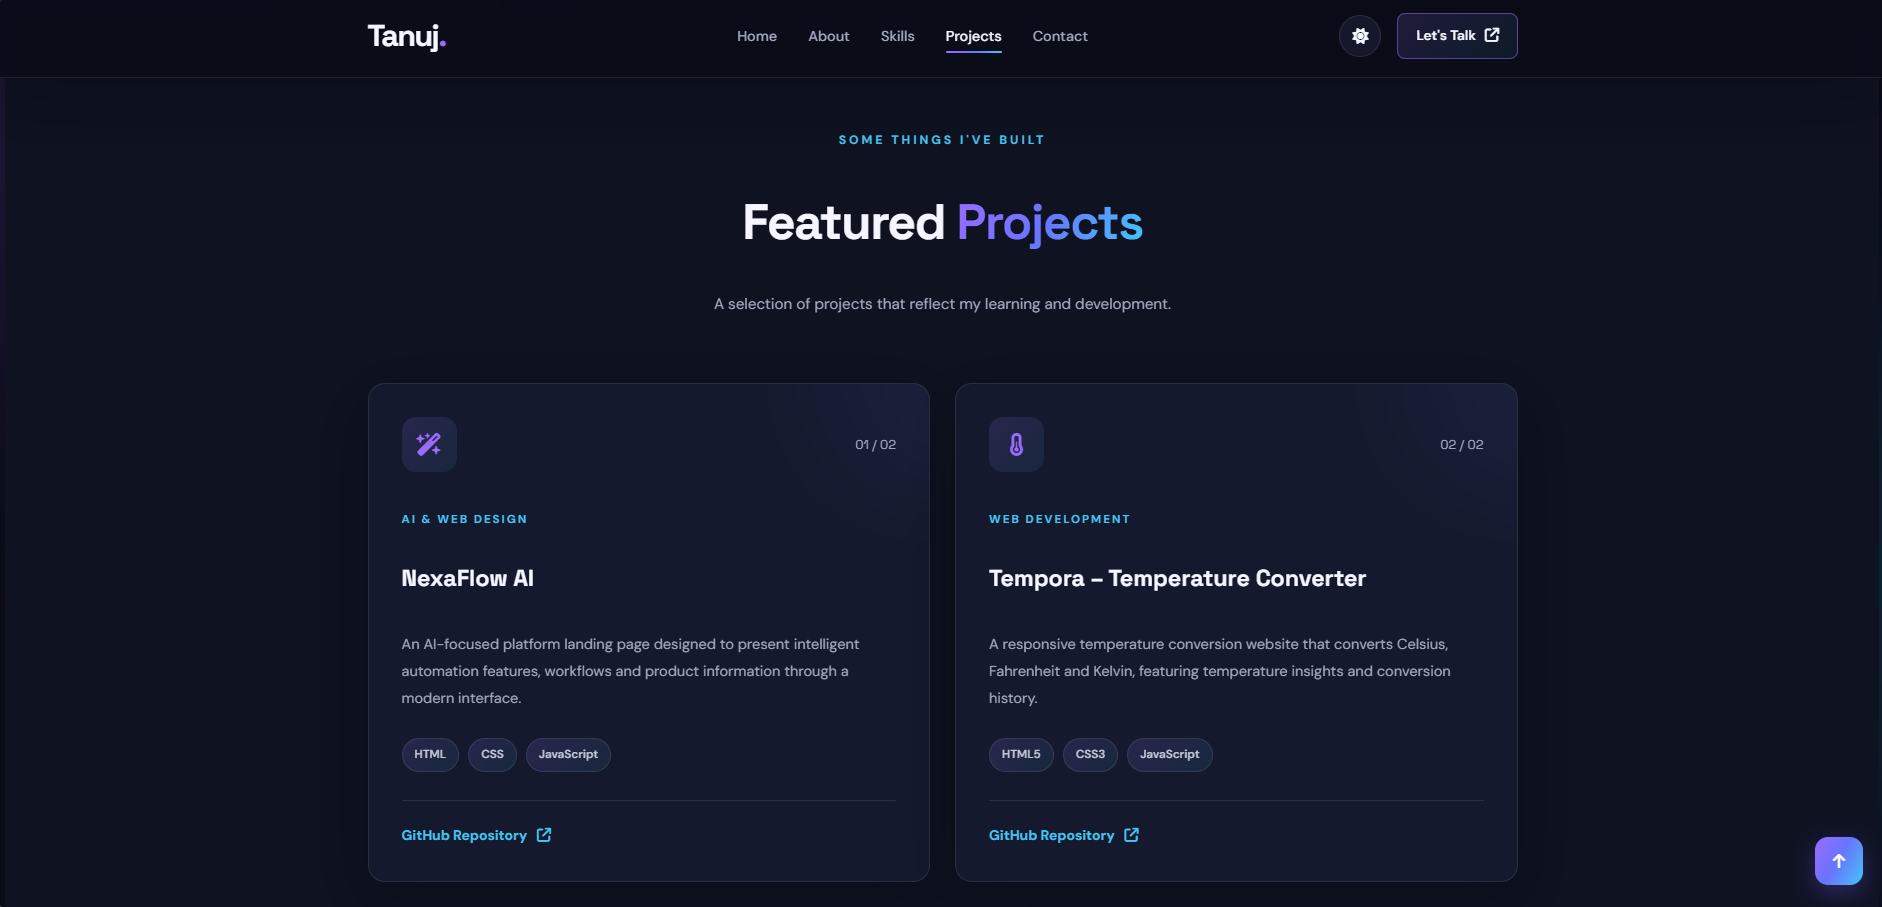 Tanuj.
Home About Skills Projects Contact
Let's Talk
SOME THINGS I'VE BUILT
Featured Projects
A selection of projects that reflect my learning and development.
01 / 02
AI & WEB DESIGN
NexaFlow AI
An AI-focused platform landing page designed to present intelligent
automation features, workflows and product information through a
modern interface.
HTML CSS JavaScript
GitHub Repository
02 / 02
WEB DEVELOPMENT
Tempora – Temperature Converter
A responsive temperature conversion website that converts Celsius,
Fahrenheit and Kelvin, featuring temperature insights and conversion
history.
HTML5 CSS3 JavaScript
GitHub Repository